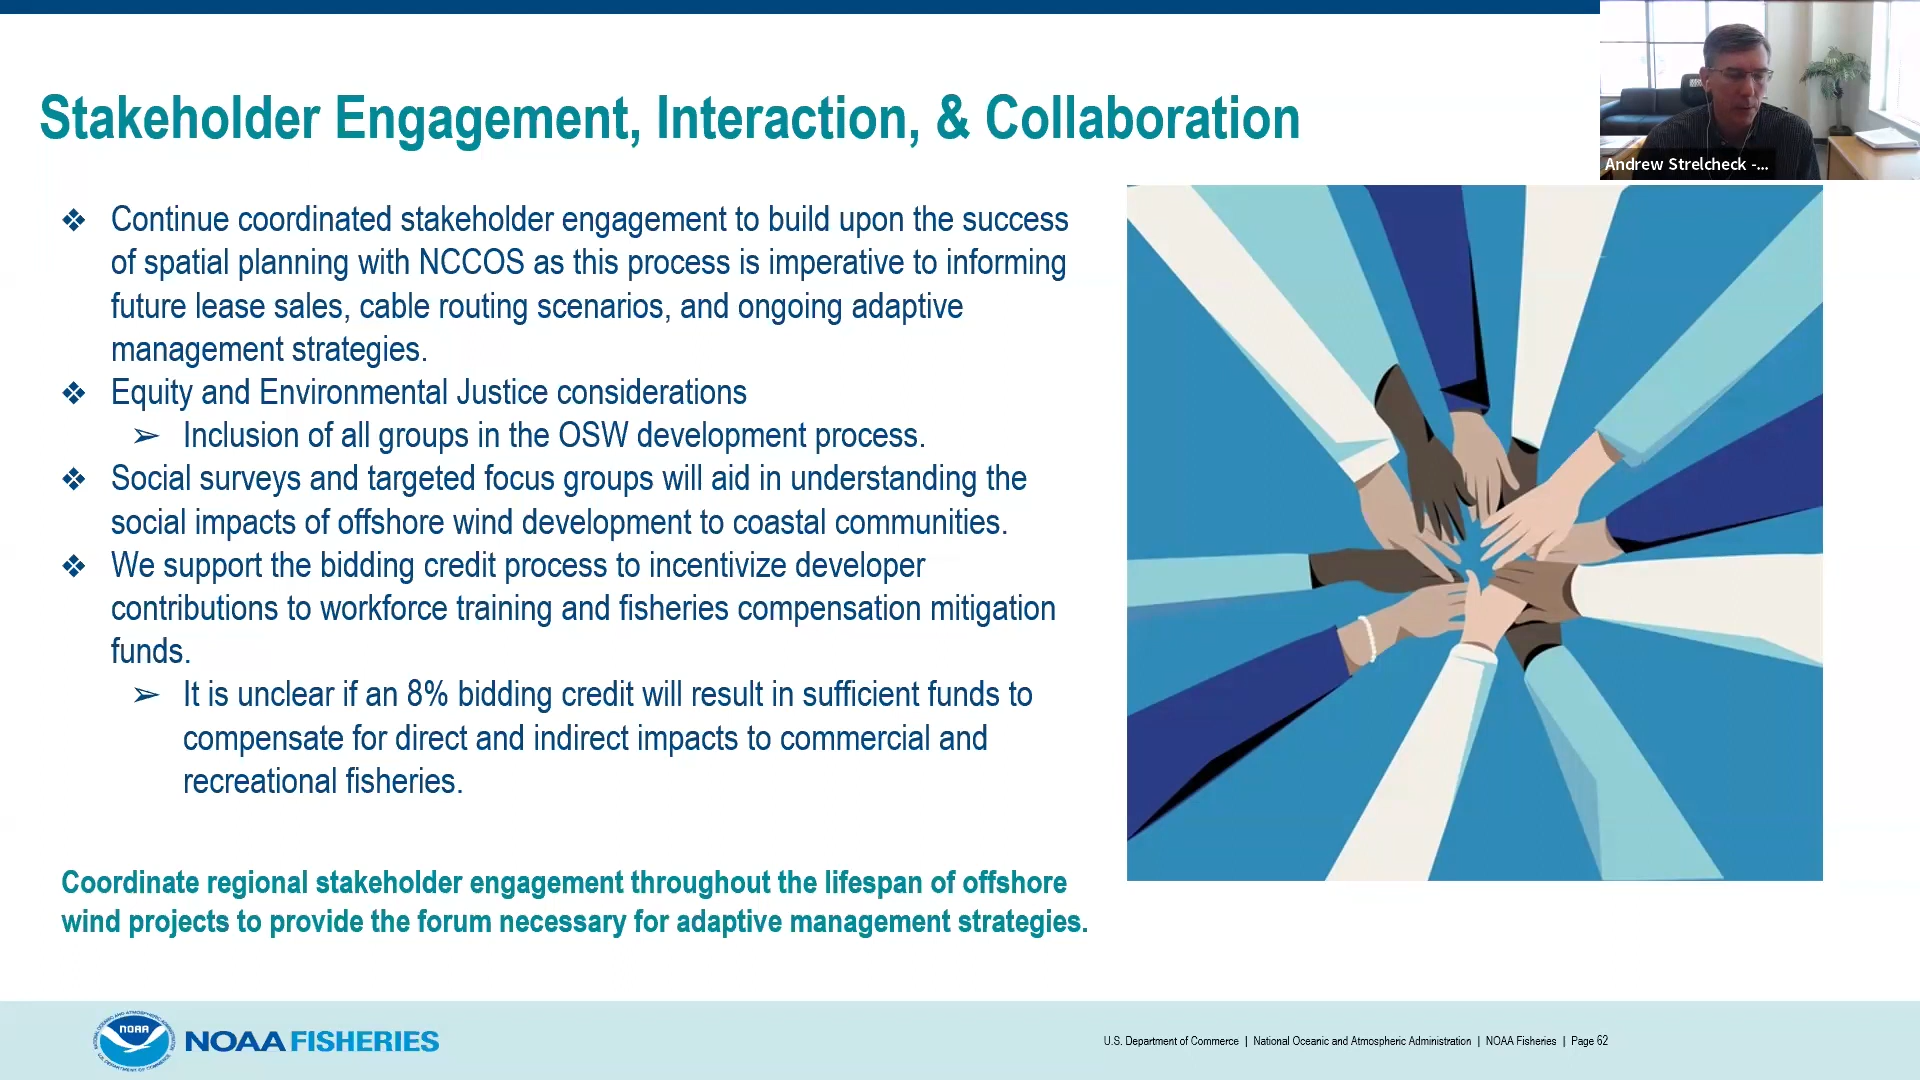 Stakeholder Engagement, Interaction, & Collaboration
Andrew Strelcheck -...
❖ Continue coordinated stakeholder engagement to build upon the success
of spatial planning with NCCOS as this process is imperative to informing
future lease sales, cable routing scenarios, and ongoing adaptive
management strategies.
❖ Equity and Environmental Justice considerations
➢ Inclusion of all groups in the OSW development process.
❖ Social surveys and targeted focus groups will aid in understanding the
social impacts of offshore wind development to coastal communities.
❖ We support the bidding credit process to incentivize developer
contributions to workforce training and fisheries compensation mitigation
funds.
➢ It is unclear if an 8% bidding credit will result in sufficient funds to
compensate for direct and indirect impacts to commercial and
recreational fisheries.
Coordinate regional stakeholder engagement throughout the lifespan of offshore
wind projects to provide the forum necessary for adaptive management strategies.
NOAA
NOAA FISHERIES
U.S. Department of Commerce | National Oceanic and Atmospheric Administration | NOAA Fisheries | Page 62